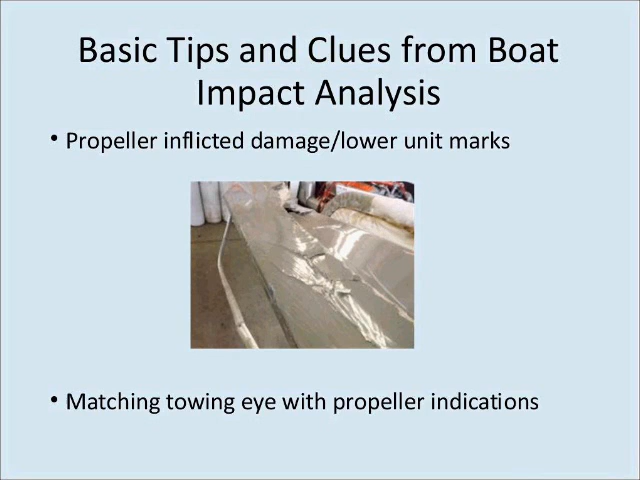 Basic Tips and Clues from Boat
Impact Analysis
• Propeller inflicted damage/lower unit marks
• Matching towing eye with propeller indications